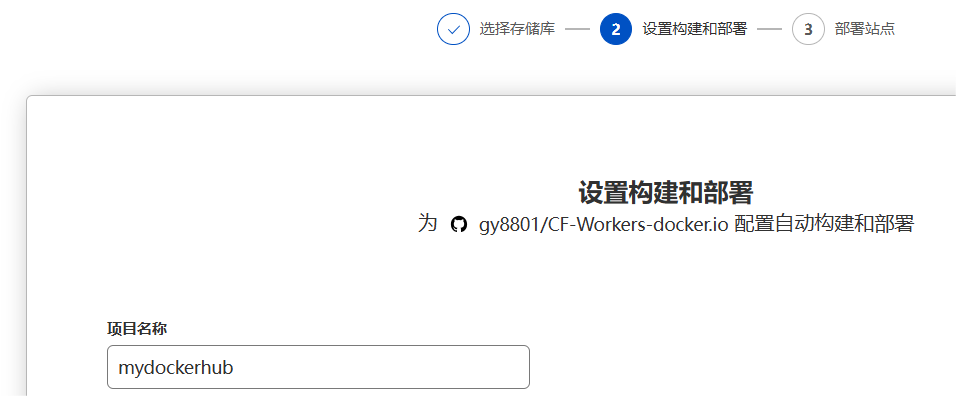 选择存储库 2 设置构建和部署 3 部署站点
设置构建和部署
为 gy8801/CF-Workers-docker.io 配置自动构建和部署
项目名称
mydockerhub